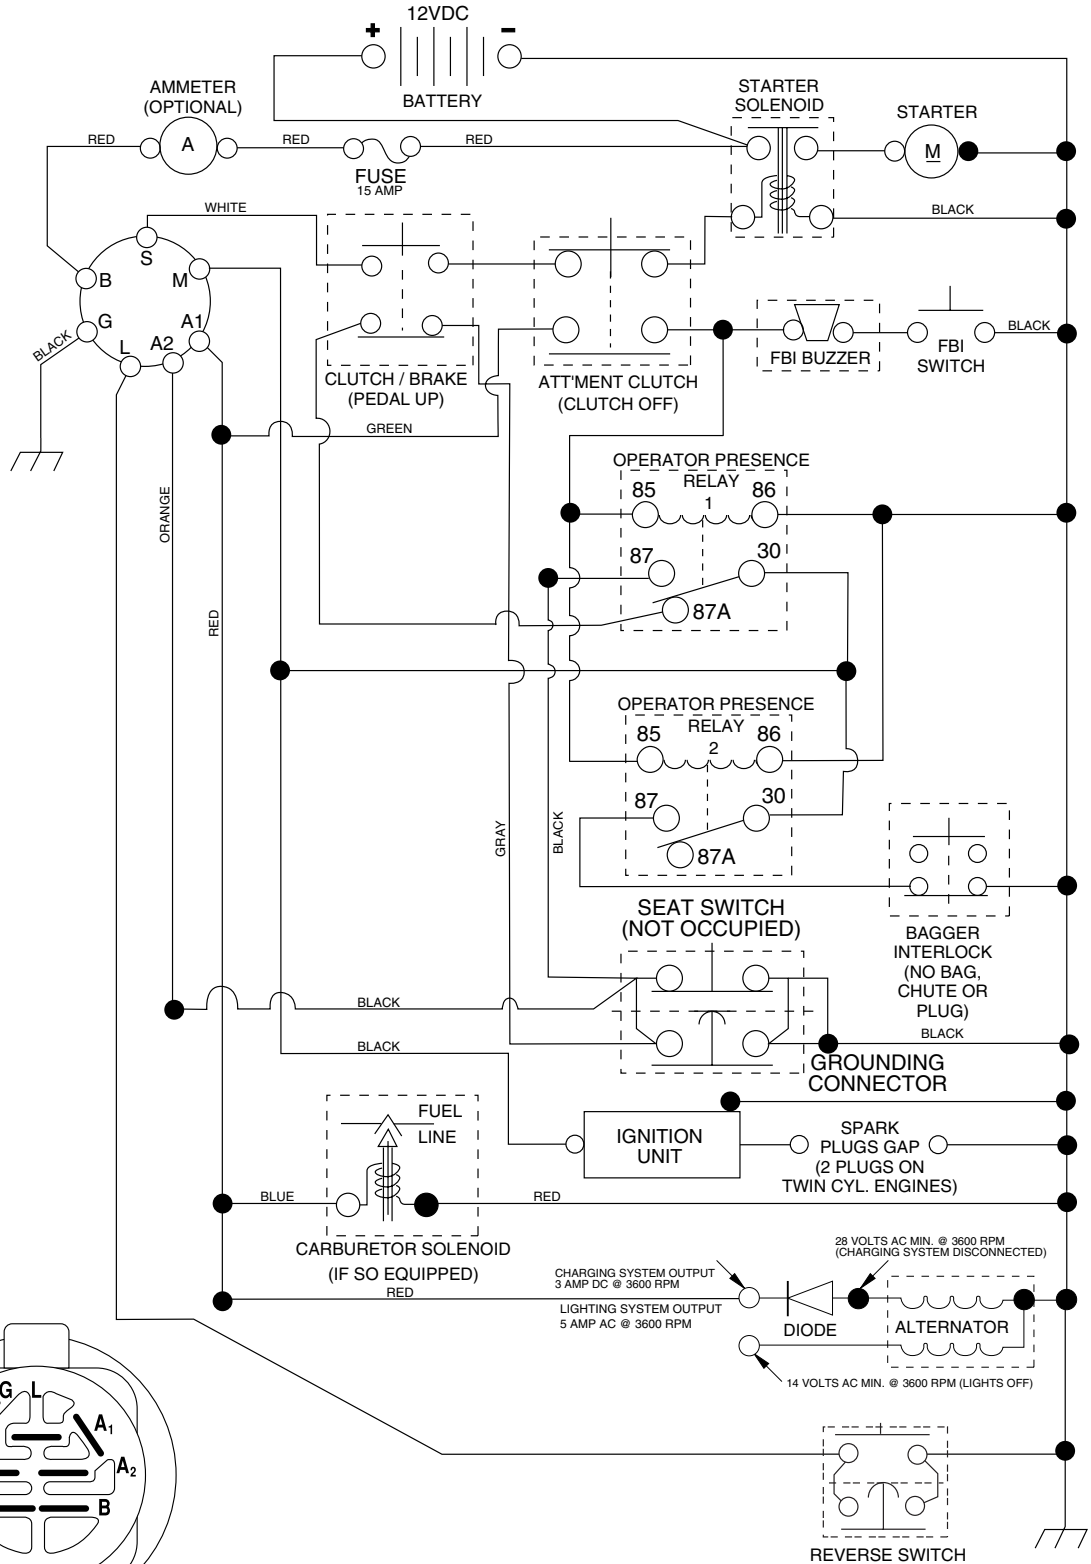 12VDC
+
−
BATTERY
AMMETER
(OPTIONAL)
RED
A
RED
FUSE
15 AMP
RED
STARTER
SOLENOID
STARTER
M
BLACK
WHITE
S
B
M
G
A1
L
A2
BLACK
CLUTCH / BRAKE
(PEDAL UP)
ATT'MENT CLUTCH
(CLUTCH OFF)
FBI BUZZER
FBI
SWITCH
BLACK
GREEN
ORANGE
RED
OPERATOR PRESENCE
RELAY
1
85
86
87
30
87A
OPERATOR PRESENCE
RELAY
2
85
86
87
30
87A
GRAY
BLACK
SEAT SWITCH
(NOT OCCUPIED)
BAGGER
INTERLOCK
(NO BAG,
CHUTE OR
PLUG)
BLACK
BLACK
BLACK
GROUNDING
CONNECTOR
FUEL
LINE
IGNITION
UNIT
SPARK
PLUGS GAP
(2 PLUGS ON
TWIN CYL. ENGINES)
BLUE
RED
CARBURETOR SOLENOID
(IF SO EQUIPPED)
RED
28 VOLTS AC MIN. @ 3600 RPM
(CHARGING SYSTEM DISCONNECTED)
CHARGING SYSTEM OUTPUT
3 AMP DC @ 3600 RPM
LIGHTING SYSTEM OUTPUT
5 AMP AC @ 3600 RPM
DIODE
ALTERNATOR
14 VOLTS AC MIN. @ 3600 RPM (LIGHTS OFF)
G L
A1
A2
B
REVERSE SWITCH